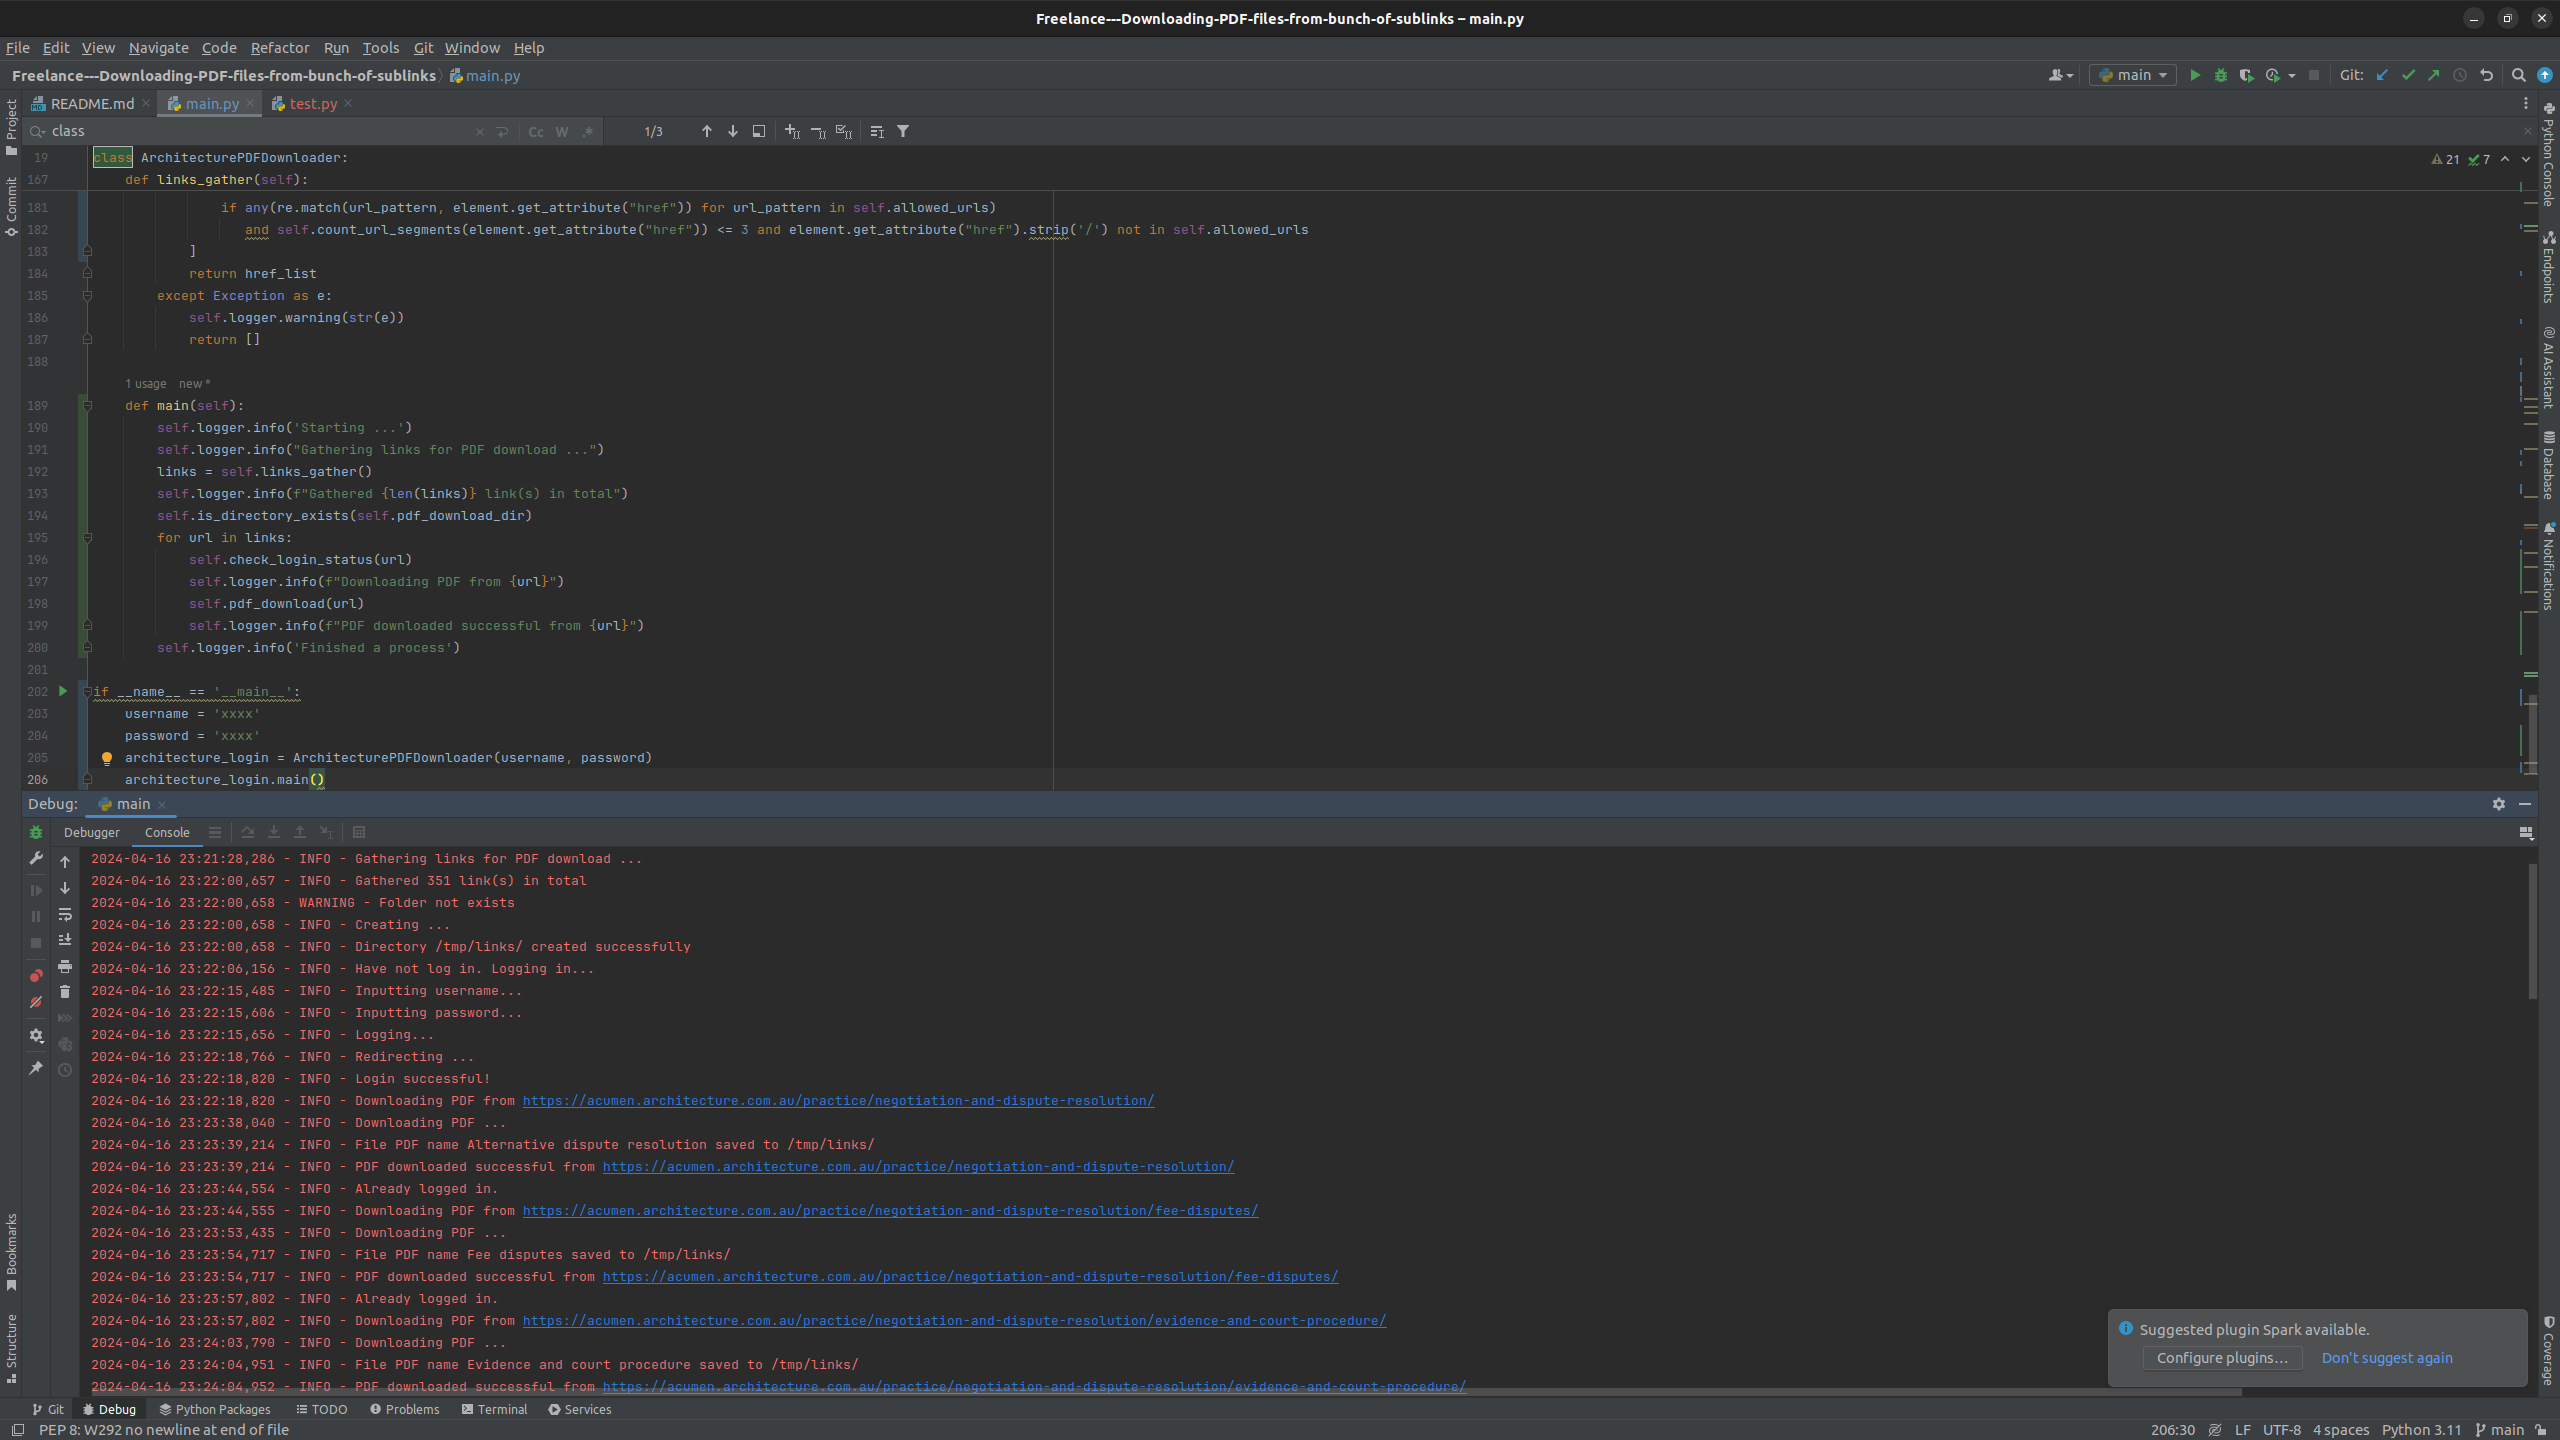 Freelance---Downloading-PDF-files-from-bunch-of-sublinks – main.py
File Edit View Navigate Code Refactor Run Tools Git Window Help
Freelance---Downloading-PDF-files-from-bunch-of-sublinks main.py main Git:
README.md main.py test.py
class Cc W .* 1/3
19 class ArchitecturePDFDownloader: 21 7
167 def links_gather(self):
181 if any(re.match(url_pattern, element.get_attribute("href")) for url_pattern in self.allowed_urls)
182 and self.count_url_segments(element.get_attribute("href")) <= 3 and element.get_attribute("href").strip('/') not in self.allowed_urls
183 ]
184 return href_list
185 except Exception as e:
186 self.logger.warning(str(e))
187 return []
188
1 usage new *
189 def main(self):
190 self.logger.info('Starting ...')
191 self.logger.info("Gathering links for PDF download ...")
192 links = self.links_gather()
193 self.logger.info(f"Gathered {len(links)} link(s) in total")
194 self.is_directory_exists(self.pdf_download_dir)
195 for url in links:
196 self.check_login_status(url)
197 self.logger.info(f"Downloading PDF from {url}")
198 self.pdf_download(url)
199 self.logger.info(f"PDF downloaded successful from {url}")
200 self.logger.info('Finished a process')
201
202 if __name__ == '__main__':
203 username = 'xxxx'
204 password = 'xxxx'
205 architecture_login = ArchitecturePDFDownloader(username, password)
206 architecture_login.main()
Debug: main
Debugger Console
2024-04-16 23:21:28,286 - INFO - Gathering links for PDF download ...
2024-04-16 23:22:00,657 - INFO - Gathered 351 link(s) in total
2024-04-16 23:22:00,658 - WARNING - Folder not exists
2024-04-16 23:22:00,658 - INFO - Creating ...
2024-04-16 23:22:00,658 - INFO - Directory /tmp/links/ created successfully
2024-04-16 23:22:06,156 - INFO - Have not log in. Logging in...
2024-04-16 23:22:15,485 - INFO - Inputting username...
2024-04-16 23:22:15,606 - INFO - Inputting password...
2024-04-16 23:22:15,656 - INFO - Logging...
2024-04-16 23:22:18,766 - INFO - Redirecting ...
2024-04-16 23:22:18,820 - INFO - Login successful!
2024-04-16 23:22:18,820 - INFO - Downloading PDF from https://acumen.architecture.com.au/practice/negotiation-and-dispute-resolution/
2024-04-16 23:23:38,040 - INFO - Downloading PDF ...
2024-04-16 23:23:39,214 - INFO - File PDF name Alternative dispute resolution saved to /tmp/links/
2024-04-16 23:23:39,214 - INFO - PDF downloaded successful from https://acumen.architecture.com.au/practice/negotiation-and-dispute-resolution/
2024-04-16 23:23:44,554 - INFO - Already logged in.
2024-04-16 23:23:44,555 - INFO - Downloading PDF from https://acumen.architecture.com.au/practice/negotiation-and-dispute-resolution/fee-disputes/
2024-04-16 23:23:53,435 - INFO - Downloading PDF ...
2024-04-16 23:23:54,717 - INFO - File PDF name Fee disputes saved to /tmp/links/
2024-04-16 23:23:54,717 - INFO - PDF downloaded successful from https://acumen.architecture.com.au/practice/negotiation-and-dispute-resolution/fee-disputes/
2024-04-16 23:23:57,802 - INFO - Already logged in.
2024-04-16 23:23:57,802 - INFO - Downloading PDF from https://acumen.architecture.com.au/practice/negotiation-and-dispute-resolution/evidence-and-court-procedure/
2024-04-16 23:24:03,790 - INFO - Downloading PDF ...
2024-04-16 23:24:04,951 - INFO - File PDF name Evidence and court procedure saved to /tmp/links/
2024-04-16 23:24:04,952 - INFO - PDF downloaded successful from https://acumen.architecture.com.au/practice/negotiation-and-dispute-resolution/evidence-and-court-procedure/
Suggested plugin Spark available.
Configure plugins... Don't suggest again
Git Debug Python Packages TODO Problems Terminal Services
PEP 8: W292 no newline at end of file 206:30 LF UTF-8 4 spaces Python 3.11 main
Project
Commit
Bookmarks
Structure
Python Console
Endpoints
AI Assistant
Database
Notifications
Coverage